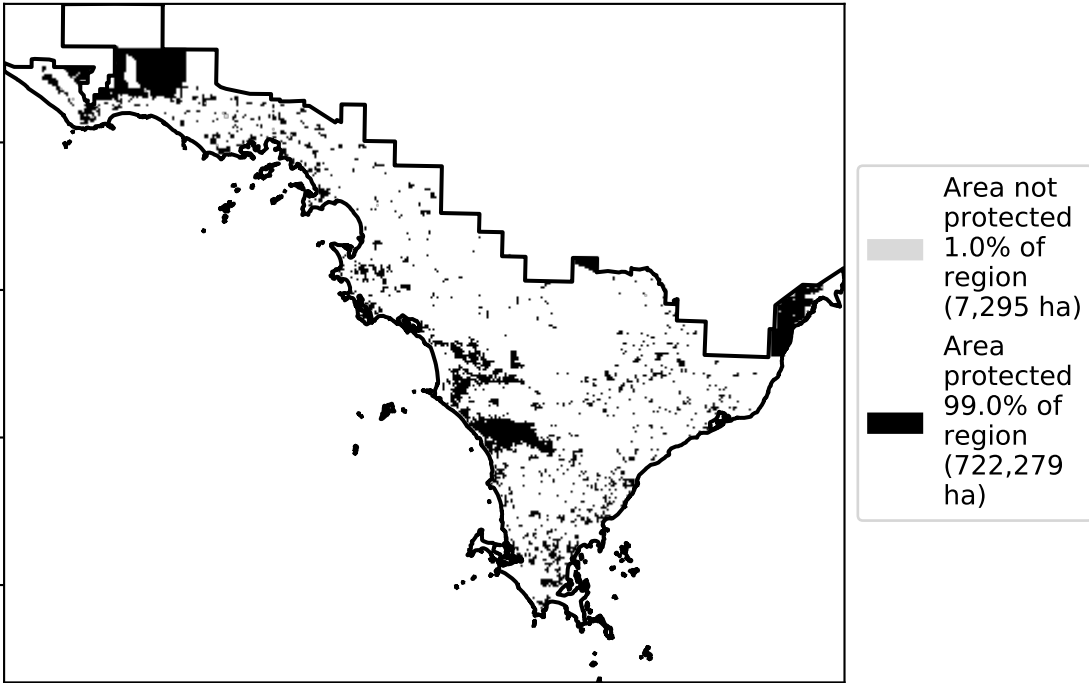 Area not
protected
1.0% of
region
(7,295 ha)
Area
protected
99.0% of
region
(722,279
ha)